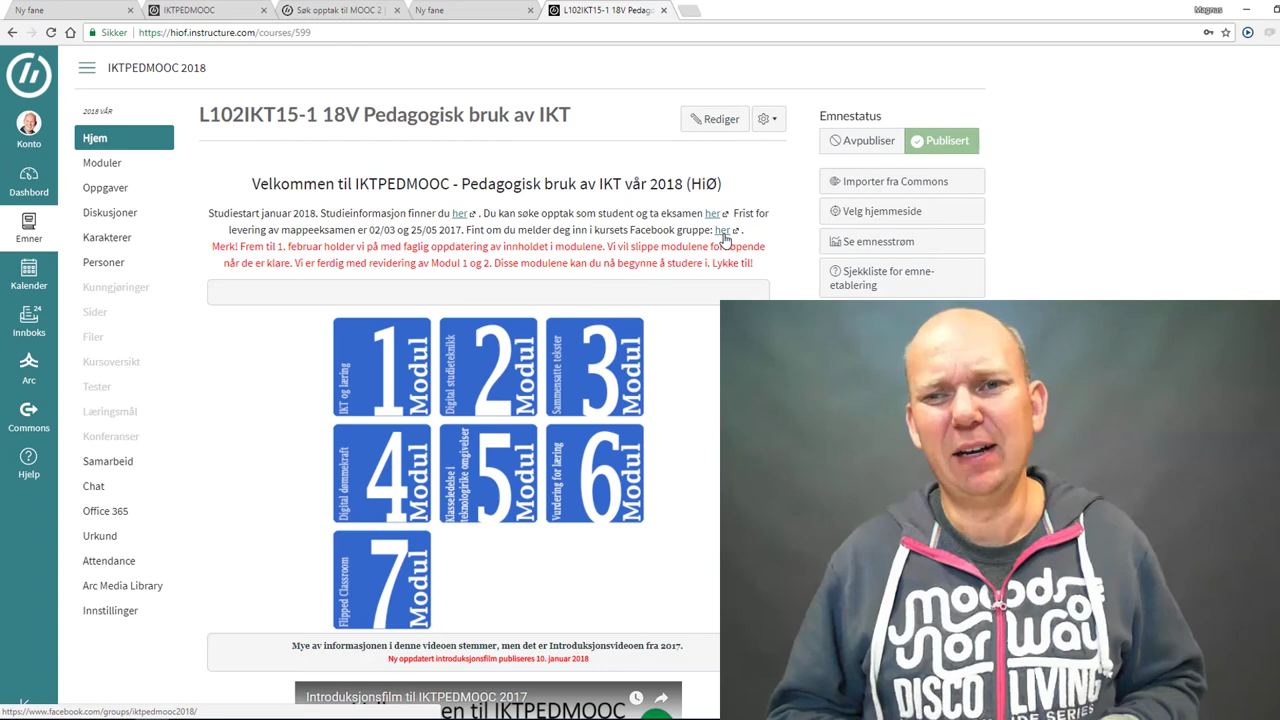 Ny fane
IKTPEDMOOC
Søk opptak til MOOC 2
Ny fane
L102IKT15-1 18V Pedag
Magnus
Sikker
https://hiof.instructure.com/courses/599
IKTPEDMOOC 2018
2018 VÅR
Hjem
Moduler
Oppgaver
Diskusjoner
Karakterer
Personer
Kunngjøringer
Sider
Filer
Kursoversikt
Tester
Læringsmål
Konferanser
Samarbeid
Chat
Office 365
Urkund
Attendance
Arc Media Library
Innstillinger
Konto
Dashbord
Emner
Kalender
24
Innboks
Arc
Commons
Hjelp
L102IKT15-1 18V Pedagogisk bruk av IKT
Rediger
Velkommen til IKTPEDMOOC - Pedagogisk bruk av IKT vår 2018 (HiØ)
Studiestart januar 2018. Studieinformasjon finner du her . Du kan søke opptak som student og ta eksamen her Frist for
levering av mappeeksamen er 02/03 og 25/05 2017. Fint om du melder deg inn i kursets Facebook gruppe: her .
Merk! Frem til 1. februar holder vi på med faglig oppdatering av innholdet i modulene. Vi vil slippe modulene fortløpende
når de er klare. Vi er ferdig med revidering av Modul 1 og 2. Disse modulene kan du nå begynne å studere i. Lykke til!
IKT og læring 1 Modul
Digital studieteknikk 2 Modul
Sammensatte tekster 3 Modul
Digital dømmekraft 4 Modul
Klasseledelse i teknologirike omgivelser 5 Modul
Vurdering for læring 6 Modul
Flipped Classroom 7 Modul
Mye av informasjonen i denne videoen stemmer, men det er Introduksjonsvideoen fra 2017.
Ny oppdatert introduksjonsfilm publiseres 10. januar 2018
Introduksjonsfilm til IKTPEDMOOC 2017
en til IKTPEDMOOC
Emnestatus
Avpubliser
Publisert
Importer fra Commons
Velg hjemmeside
Se emnestrøm
Sjekkliste for emne-
etablering
https://www.facebook.com/groups/iktpedmooc2018/
DISCO
LIVING